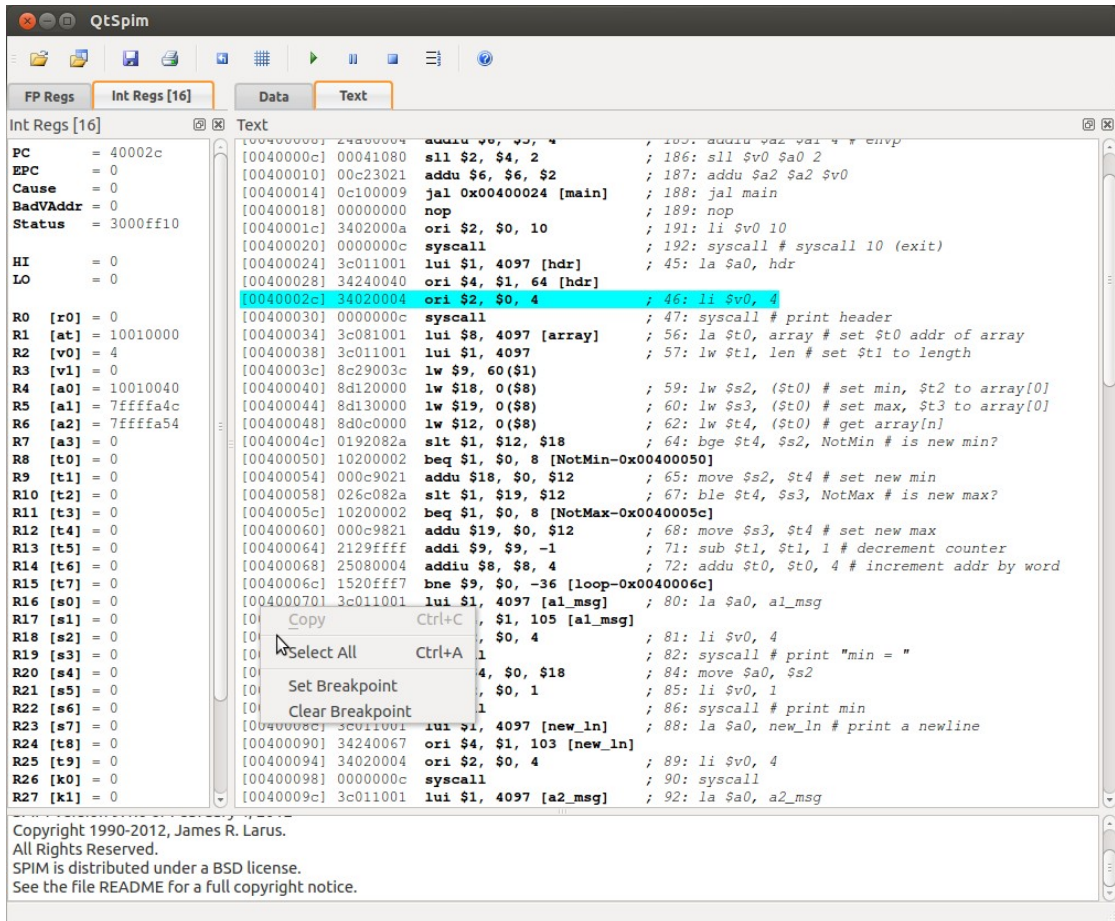 QtSpim
FP Regs
Int Regs [16]
Data
Text
Int Regs [16]
Text
PC = 40002c
EPC = 0
Cause = 0
BadVAddr = 0
Status = 3000ff10
HI = 0
LO = 0
R0 [r0] = 0
R1 [at] = 10010000
R2 [v0] = 4
R3 [v1] = 0
R4 [a0] = 10010040
R5 [a1] = 7ffffa4c
R6 [a2] = 7ffffa54
R7 [a3] = 0
R8 [t0] = 0
R9 [t1] = 0
R10 [t2] = 0
R11 [t3] = 0
R12 [t4] = 0
R13 [t5] = 0
R14 [t6] = 0
R15 [t7] = 0
R16 [s0] = 0
R17 [s1] = 0
R18 [s2] = 0
R19 [s3] = 0
R20 [s4] = 0
R21 [s5] = 0
R22 [s6] = 0
R23 [s7] = 0
R24 [t8] = 0
R25 [t9] = 0
R26 [k0] = 0
R27 [k1] = 0
[00400008] 24a60004 addiu $6, $5, 4 ; 185: addiu $a2 $a1 4 # envp
[0040000c] 00041080 sll $2, $4, 2 ; 186: sll $v0 $a0 2
[00400010] 00c23021 addu $6, $6, $2 ; 187: addu $a2 $a2 $v0
[00400014] 0c100009 jal 0x00400024 [main] ; 188: jal main
[00400018] 00000000 nop ; 189: nop
[0040001c] 3402000a ori $2, $0, 10 ; 191: li $v0 10
[00400020] 0000000c syscall ; 192: syscall # syscall 10 (exit)
[00400024] 3c011001 lui $1, 4097 [hdr] ; 45: la $a0, hdr
[00400028] 34240040 ori $4, $1, 64 [hdr]
[0040002c] 34020004 ori $2, $0, 4 ; 46: li $v0, 4
[00400030] 0000000c syscall ; 47: syscall # print header
[00400034] 3c081001 lui $8, 4097 [array] ; 56: la $t0, array # set $t0 addr of array
[00400038] 3c011001 lui $1, 4097 ; 57: lw $t1, len # set $t1 to length
[0040003c] 8c29003c lw $9, 60($1)
[00400040] 8d120000 lw $18, 0($8) ; 59: lw $s2, ($t0) # set min, $t2 to array[0]
[00400044] 8d130000 lw $19, 0($8) ; 60: lw $s3, ($t0) # set max, $t3 to array[0]
[00400048] 8d0c0000 lw $12, 0($8) ; 62: lw $t4, ($t0) # get array[n]
[0040004c] 0192082a slt $1, $12, $18 ; 64: bge $t4, $s2, NotMin # is new min?
[00400050] 10200002 beq $1, $0, 8 [NotMin-0x00400050]
[00400054] 000c9021 addu $18, $0, $12 ; 65: move $s2, $t4 # set new min
[00400058] 026c082a slt $1, $19, $12 ; 67: ble $t4, $s3, NotMax # is new max?
[0040005c] 10200002 beq $1, $0, 8 [NotMax-0x0040005c]
[00400060] 000c9821 addu $19, $0, $12 ; 68: move $s3, $t4 # set new max
[00400064] 2129ffff addi $9, $9, -1 ; 71: sub $t1, $t1, 1 # decrement counter
[00400068] 25080004 addiu $8, $8, 4 ; 72: addu $t0, $t0, 4 # increment addr by word
[0040006c] 1520fff7 bne $9, $0, -36 [loop-0x0040006c]
[00400070] 3c011001 lui $1, 4097 [a1_msg] ; 80: la $a0, a1_msg
[00 , $1, 105 [a1_msg]
[00 , $0, 4 ; 81: li $v0, 4
[00 l ; 82: syscall # print "min = "
[00 4, $0, $18 ; 84: move $a0, $s2
[00 , $0, 1 ; 85: li $v0, 1
[00 l ; 86: syscall # print min
[0040008c] 3c011001 lui $1, 4097 [new_ln] ; 88: la $a0, new_ln # print a newline
[00400090] 34240067 ori $4, $1, 103 [new_ln]
[00400094] 34020004 ori $2, $0, 4 ; 89: li $v0, 4
[00400098] 0000000c syscall ; 90: syscall
[0040009c] 3c011001 lui $1, 4097 [a2_msg] ; 92: la $a0, a2_msg
Copy Ctrl+C
Select All Ctrl+A
Set Breakpoint
Clear Breakpoint
Copyright 1990-2012, James R. Larus.
All Rights Reserved.
SPIM is distributed under a BSD license.
See the file README for a full copyright notice.